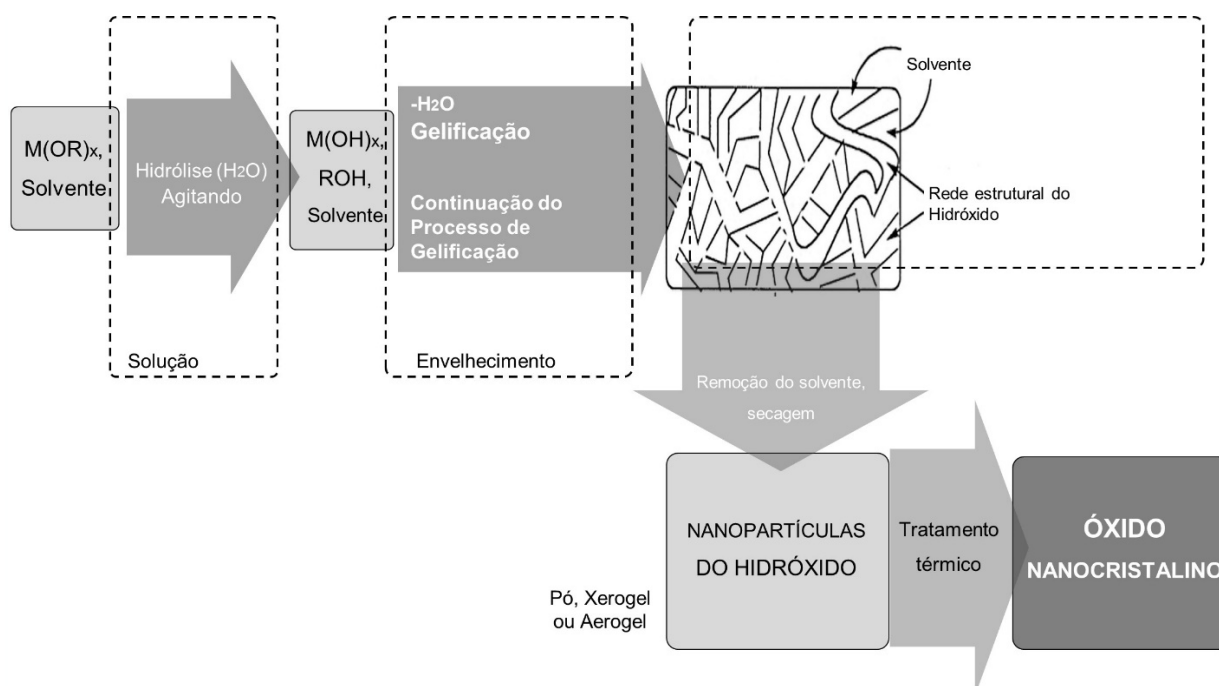 M(OR)x,
Solvente
Hidrólise (H2O)
Agitando
Solução
M(OH)x,
ROH,
Solvente
-H2O
Gelificação
Continuação do
Processo de
Gelificação
Envelhecimento
Solvente
Rede estrutural do
Hidróxido
Remoção do solvente,
secagem
NANOPARTÍCULAS
DO HIDRÓXIDO
Pó, Xerogel
ou Aerogel
Tratamento
térmico
ÓXIDO
NANOCRISTALINO